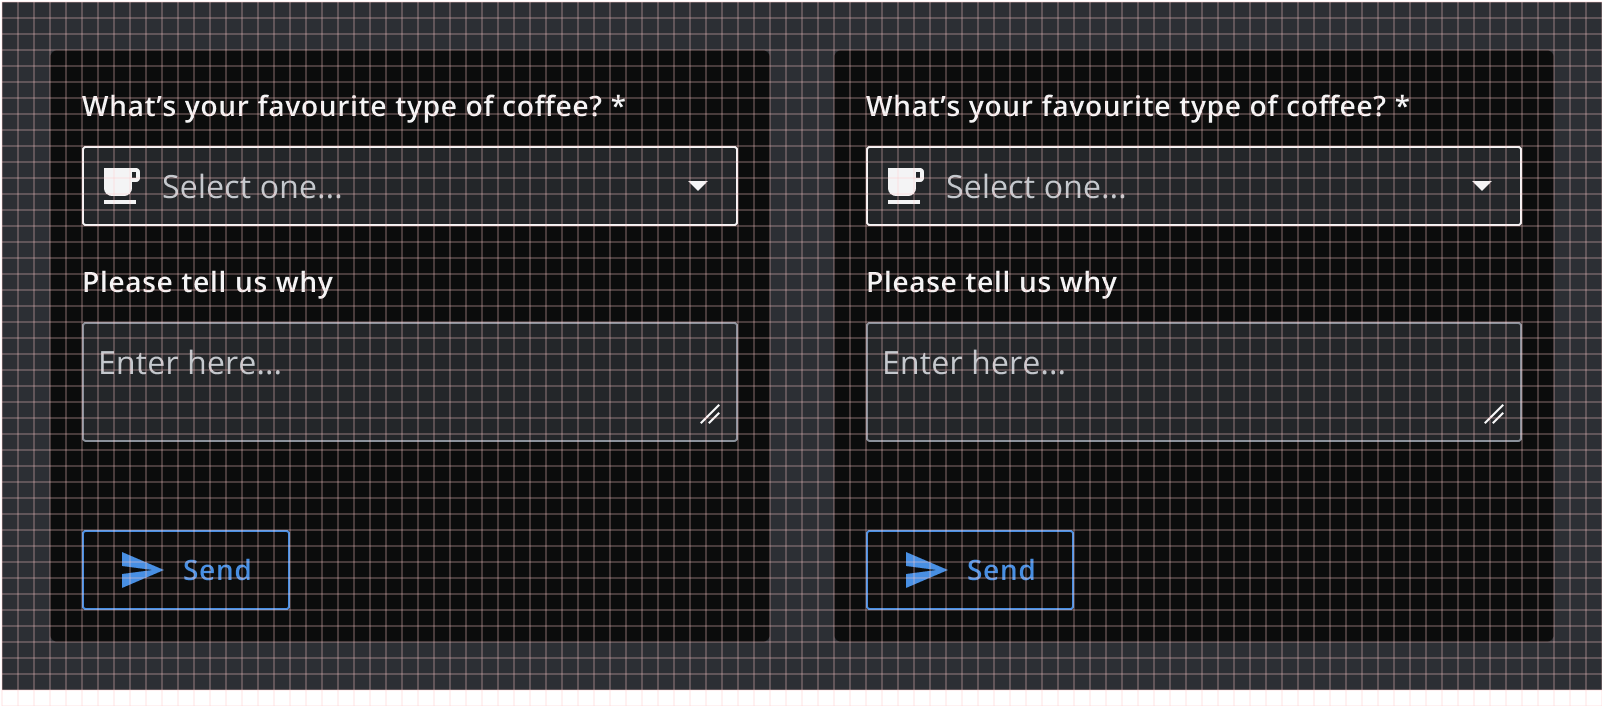 What’s your favourite type of coffee? *
Select one...
Please tell us why
Enter here...
Send
What’s your favourite type of coffee? *
Select one...
Please tell us why
Enter here...
Send